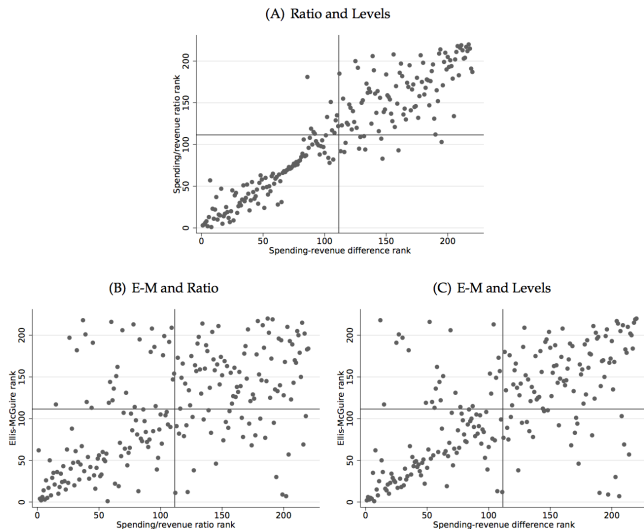 (A) Ratio and Levels
Spending/revenue ratio rank
200
150
100
50
0
0 50 100 150 200
Spending-revenue difference rank
(B) E-M and Ratio
Ellis-McGuire rank
200
150
100
50
0
0 50 100 150 200
Spending/revenue ratio rank
(C) E-M and Levels
Ellis-McGuire rank
200
150
100
50
0
0 50 100 150 200
Spending-revenue difference rank